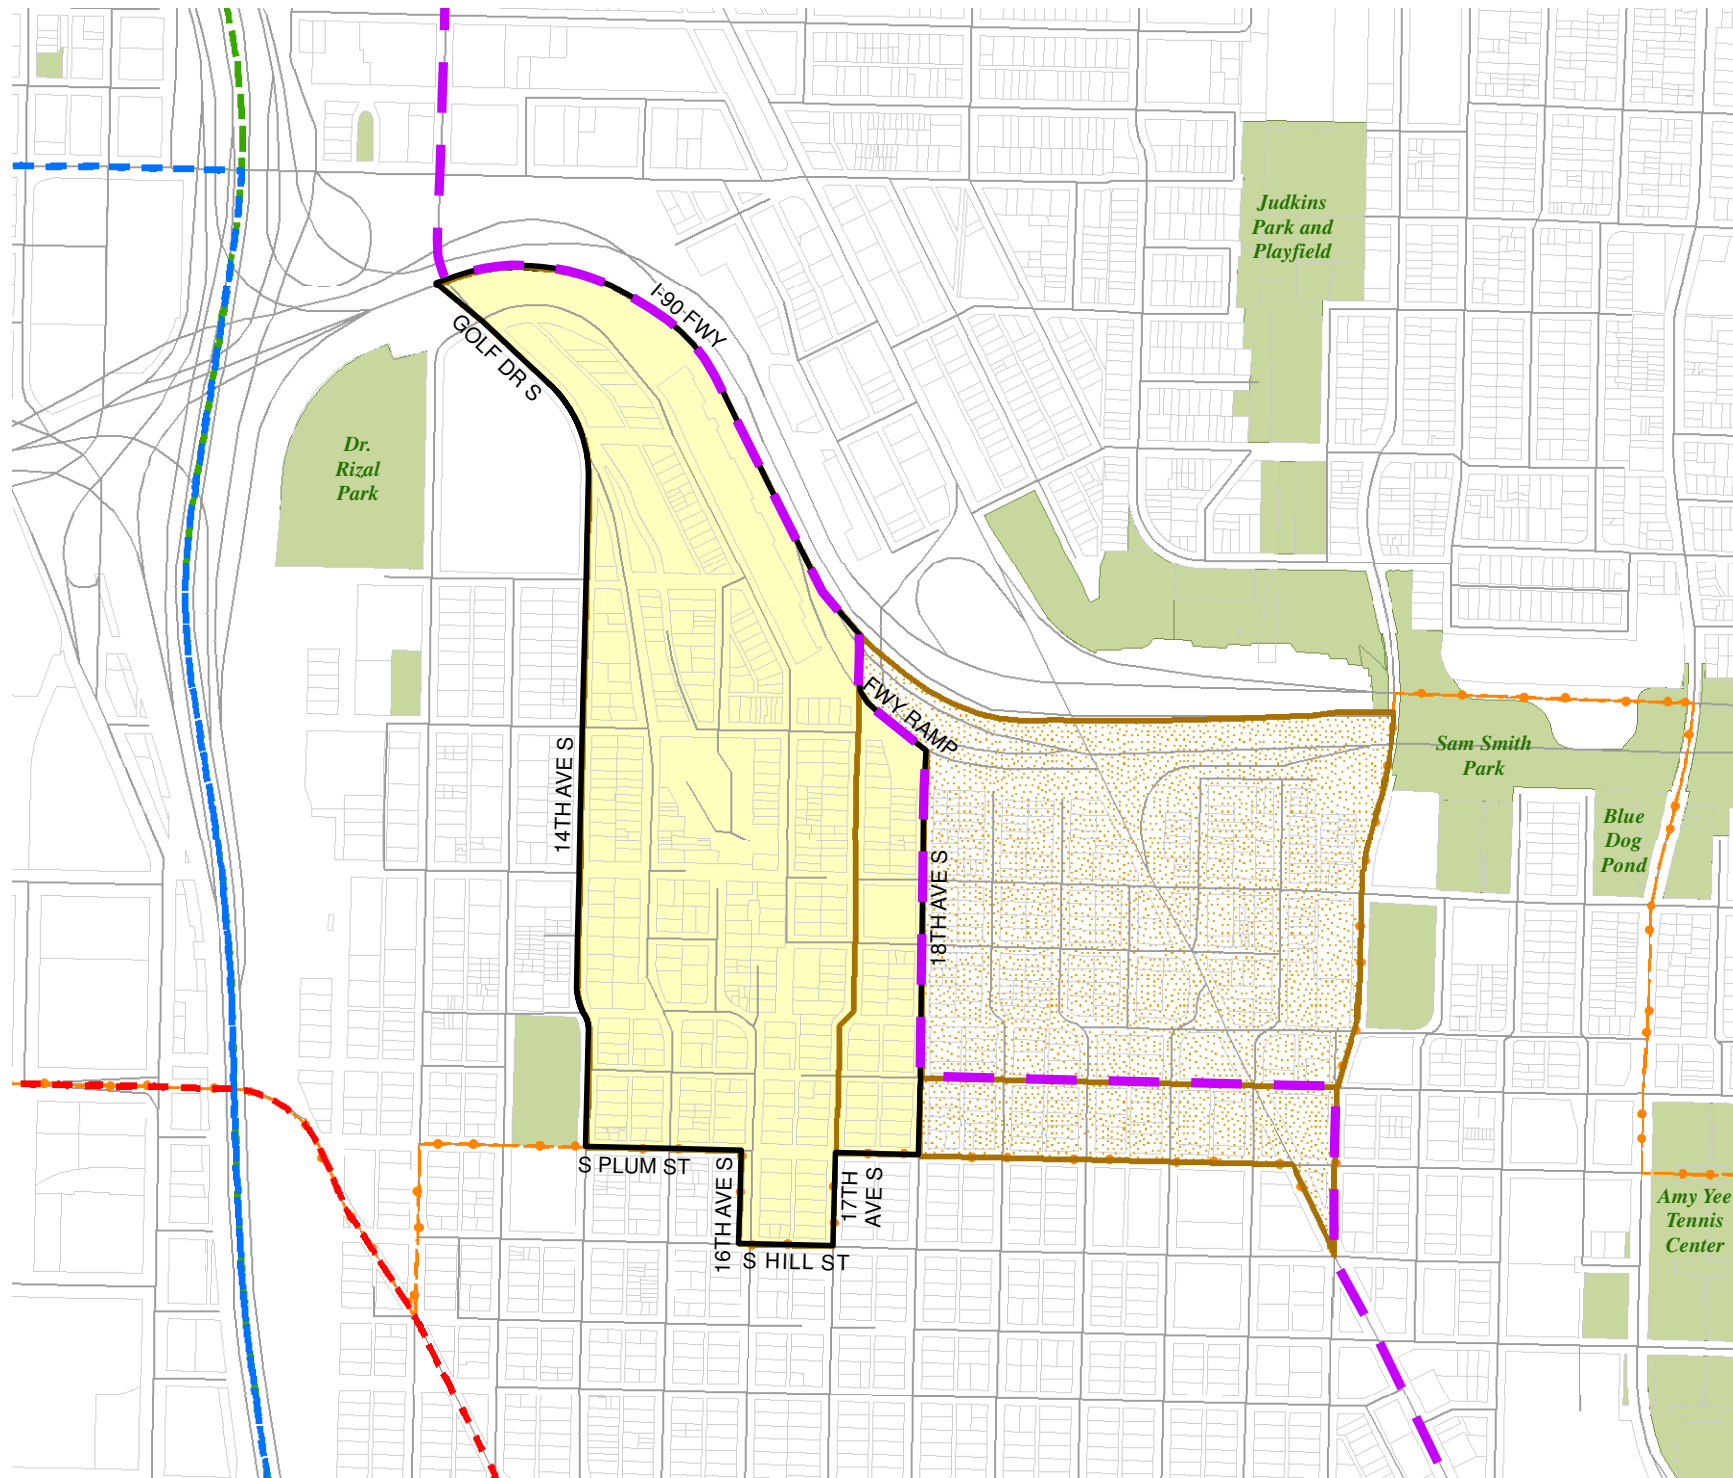 Judkins
Park and
Playfield
I-90 FWY
GOLF DR S
Dr.
Rizal
Park
FWY RAMP
Sam Smith
Park
14TH AVE S
Blue
Dog
Pond
18TH AVE S
S PLUM ST
16TH AVE S
17TH
AVE S
S HILL ST
Amy Yee
Tennis
Center